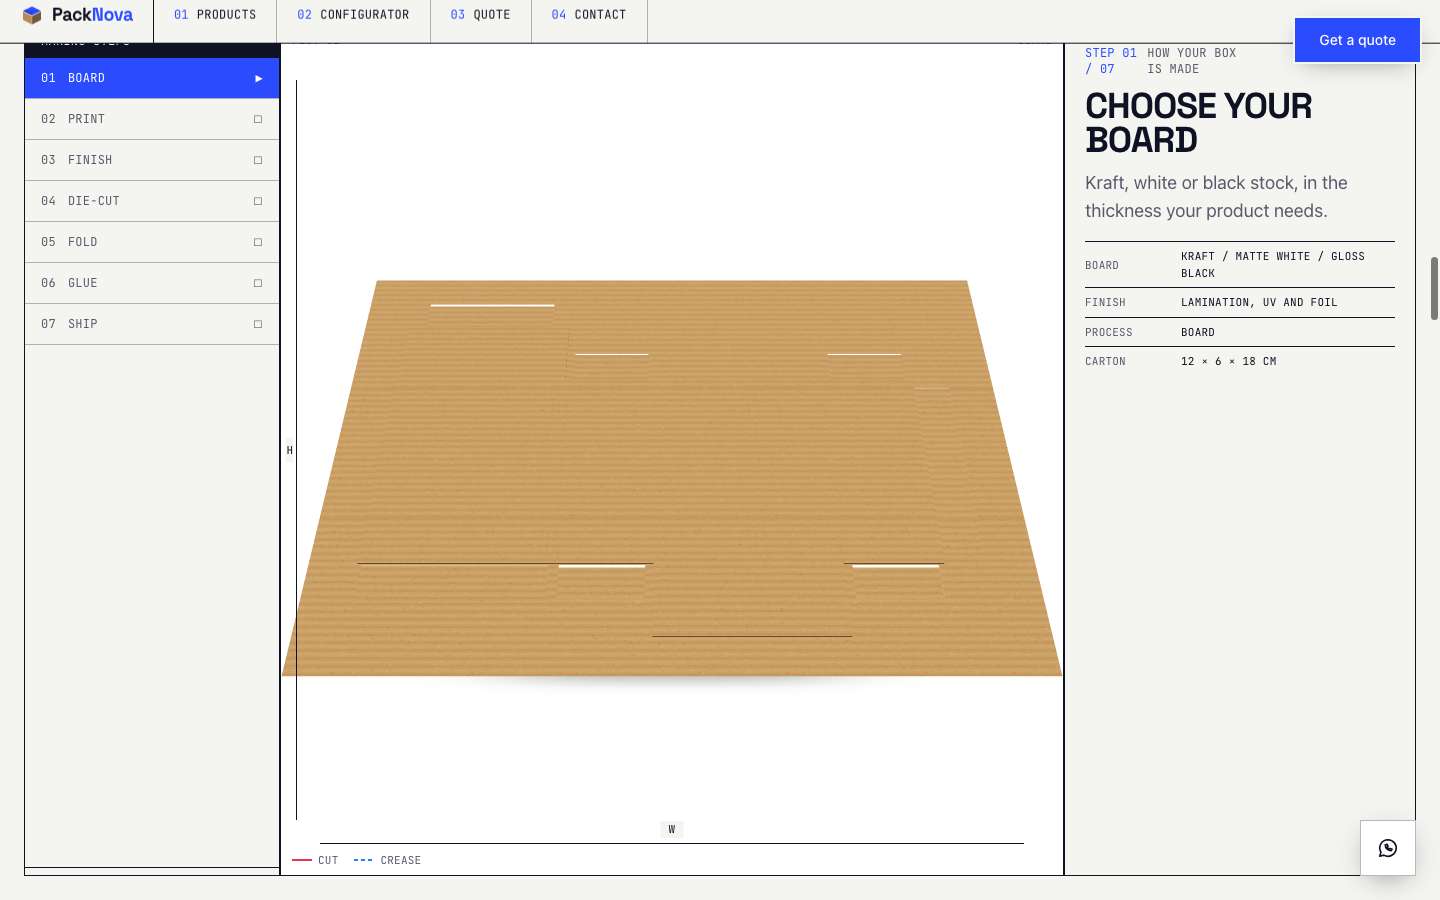 PackNova
01 PRODUCTS
02 CONFIGURATOR
03 QUOTE
04 CONTACT
Get a quote
01 BOARD
02 PRINT
03 FINISH
04 DIE-CUT
05 FOLD
06 GLUE
07 SHIP
H
W
CUT
CREASE
STEP 01 / 07
HOW YOUR BOX
IS MADE
CHOOSE YOUR
BOARD
Kraft, white or black stock, in the
thickness your product needs.
BOARD
KRAFT / MATTE WHITE / GLOSS
BLACK
FINISH
LAMINATION, UV AND FOIL
PROCESS
BOARD
CARTON
12 × 6 × 18 CM